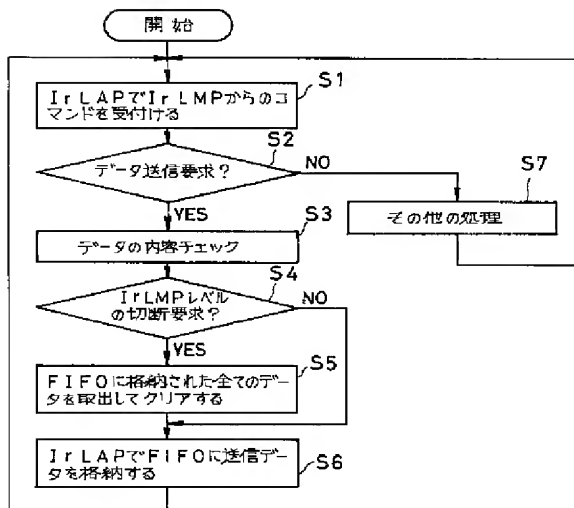 開始
S1
IrLAPでIrLMPからのコ
マンドを受付ける
S2
データ送信要求?
NO
S7
その他の処理
YES
S3
データの内容チェック
S4
IrLMPレベル
の切断要求?
NO
YES
S5
FIFOに格納された全てのデー
タを取出してクリアする
S6
IrLAPでFIFOに送信デー
タを格納する